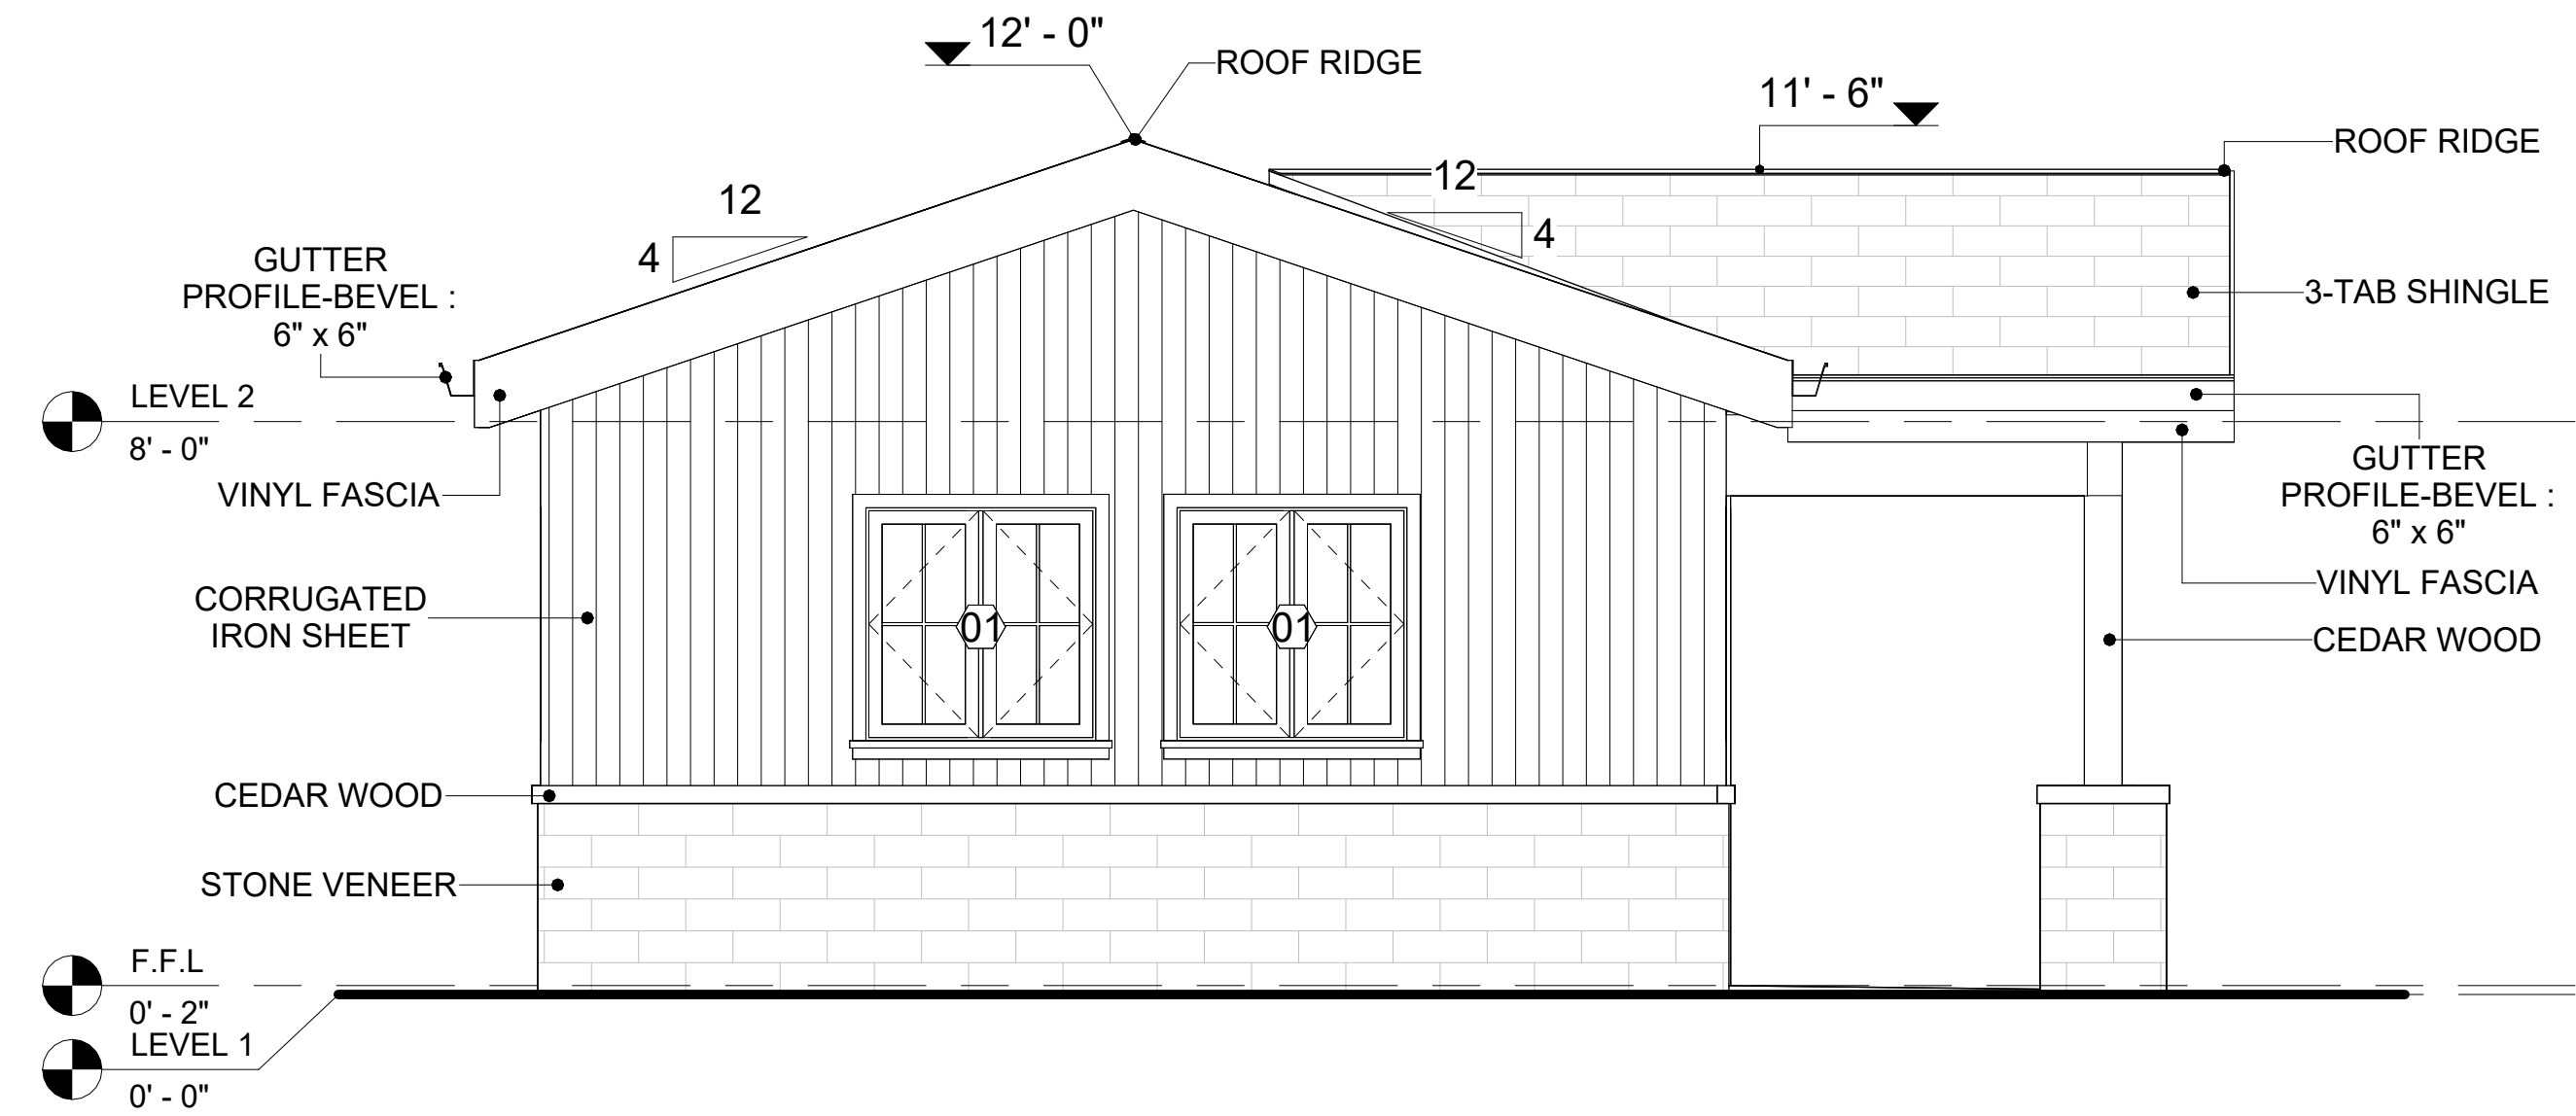 12' - 0"
ROOF RIDGE
11' - 6"
ROOF RIDGE
12
4
12
4
GUTTER
PROFILE-BEVEL :
6" x 6"
3-TAB SHINGLE
LEVEL 2
8' - 0"
VINYL FASCIA
GUTTER
PROFILE-BEVEL :
6" x 6"
VINYL FASCIA
CORRUGATED
IRON SHEET
01
01
CEDAR WOOD
CEDAR WOOD
STONE VENEER
F.F.L
0' - 2"
LEVEL 1
0' - 0"